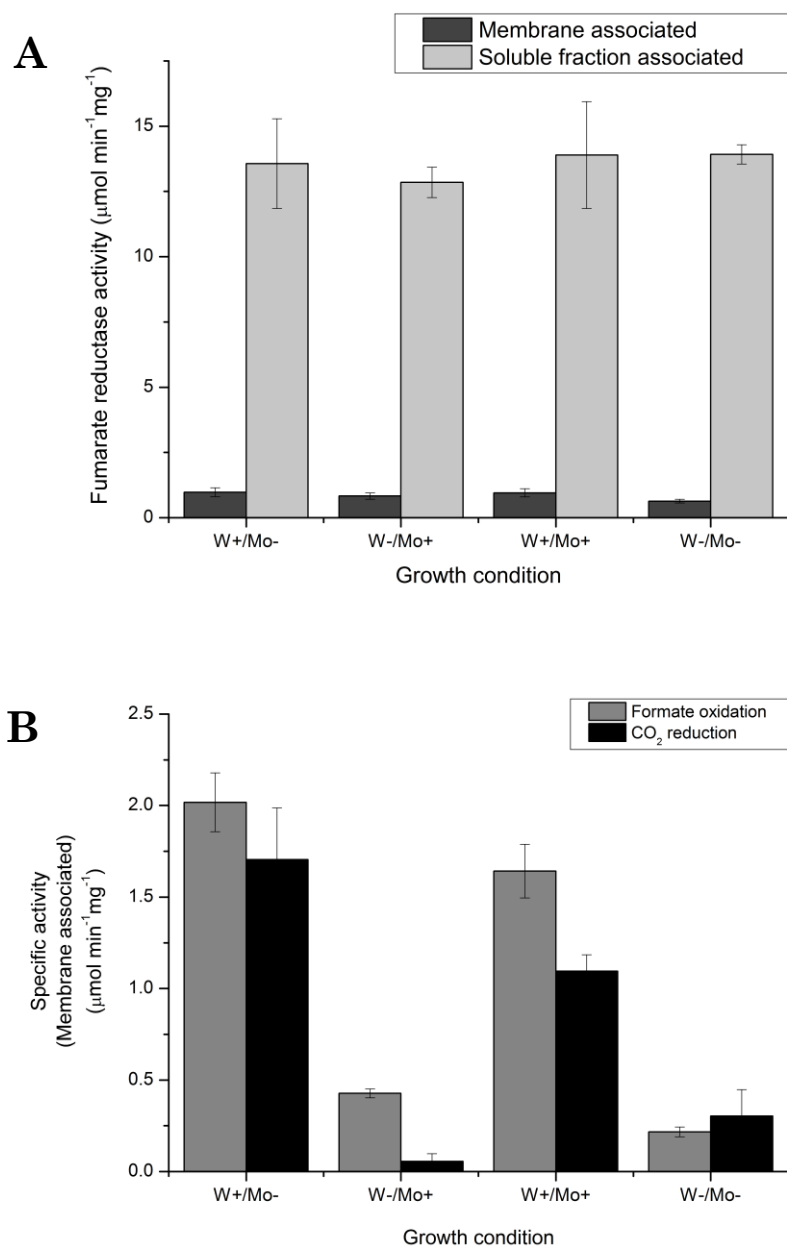 A
Membrane associated
Soluble fraction associated
Fumarate reductase activity (μmol min⁻¹mg⁻¹)
15
10
5
0
W+/Mo- W-/Mo+ W+/Mo+ W-/Mo-
Growth condition
B
Formate oxidation
CO₂ reduction
Specific activity
(Membrane associated)
(μmol min⁻¹mg⁻¹)
2.5
2.0
1.5
1.0
0.5
0.0
W+/Mo- W-/Mo+ W+/Mo+ W-/Mo-
Growth condition